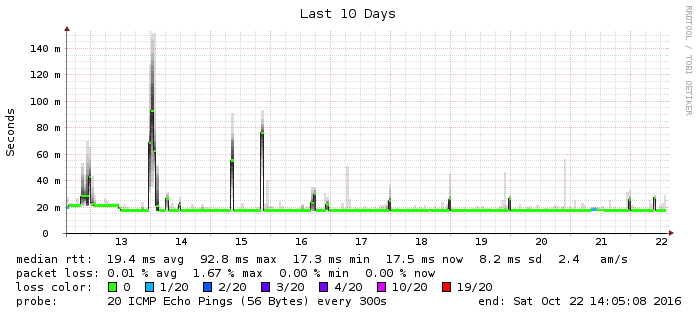 Last 10 Days
RRDTOOL / TOBI OETIKER
Seconds
140 m
120 m
100 m
80 m
60 m
40 m
20 m
0
13 14 15 16 17 18 19 20 21 22
median rtt: 19.4 ms avg 92.8 ms max 17.3 ms min 17.5 ms now 8.2 ms sd 2.4 am/s
packet loss: 0.01 % avg 1.67 % max 0.00 % min 0.00 % now
loss color: 0 1/20 2/20 3/20 4/20 10/20 19/20
probe: 20 ICMP Echo Pings (56 Bytes) every 300s end: Sat Oct 22 14:05:08 2016